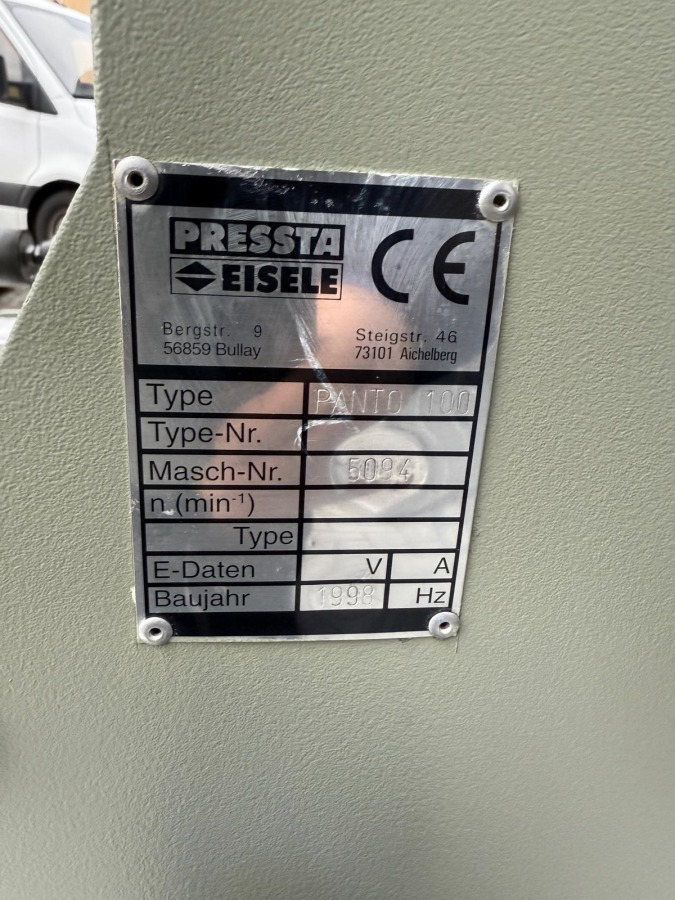 PRESSTA
EISELE
CE
Bergstr. 9
56859 Bullay
Steigstr. 46
73101 Aichelberg
Type PANTO 100
Type-Nr.
Masch-Nr. 5094
n (min-1)
Type
E-Daten V A
Baujahr 1998 Hz